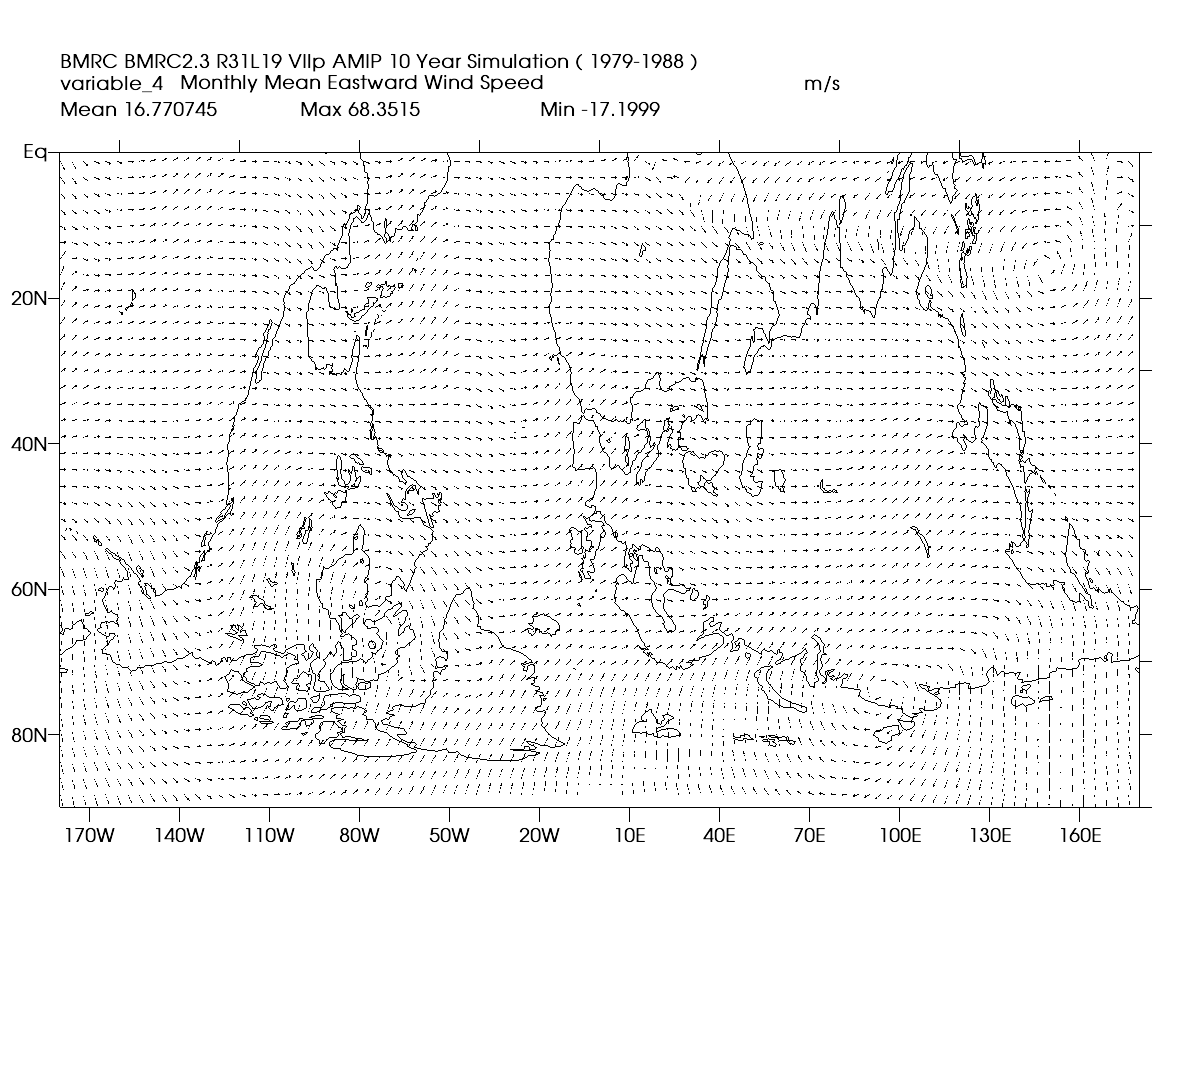 BMRC BMRC2.3 R31L19 VIIp AMIP 10 Year Simulation ( 1979-1988 )
variable_4 Monthly Mean Eastward Wind Speed m/s
Mean 16.770745 Max 68.3515 Min -17.1999
Eq
20N
40N
60N
80N
170W 140W 110W 80W 50W 20W 10E 40E 70E 100E 130E 160E